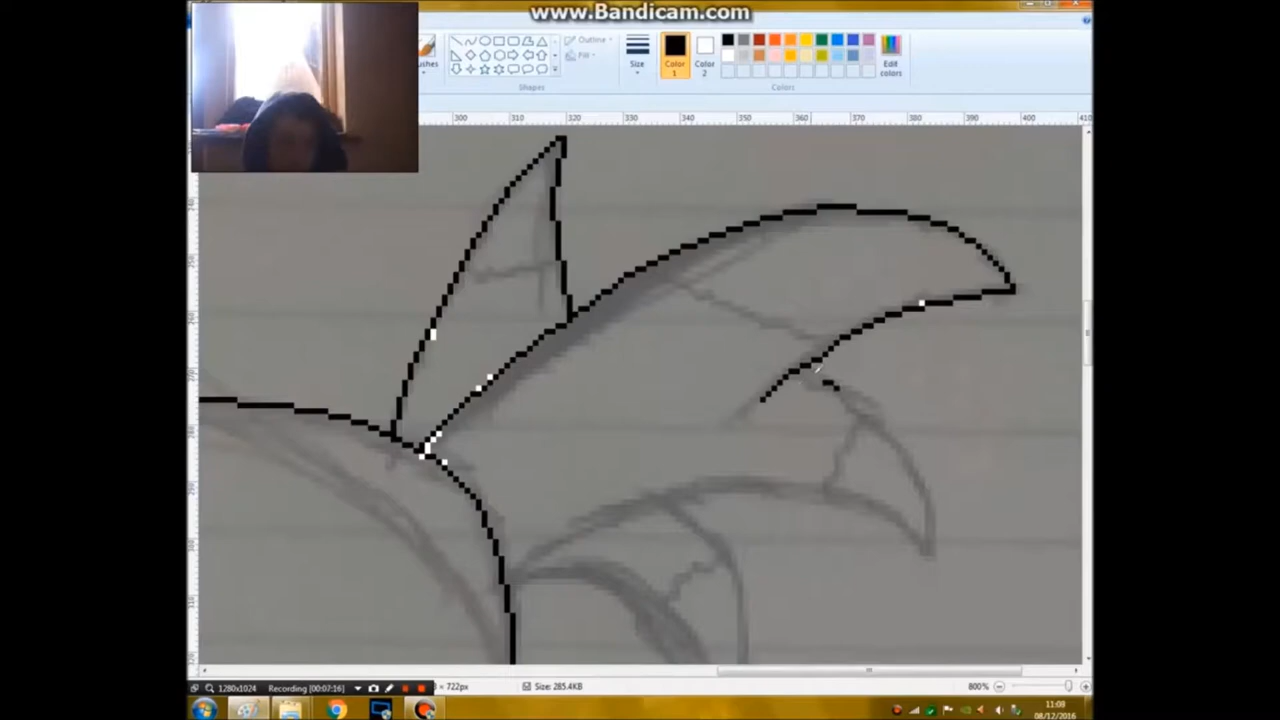 www.Bandicam.com
Outline
Fill
Size
Color 1
Color 2
Edit colors
Shapes
Colors
300 310 320 330 340 350 360 370 380 390 400 410
1280x1024 Recording [00:07:16]
722px
Size: 285.4KB
800%
11:08
08/12/2016